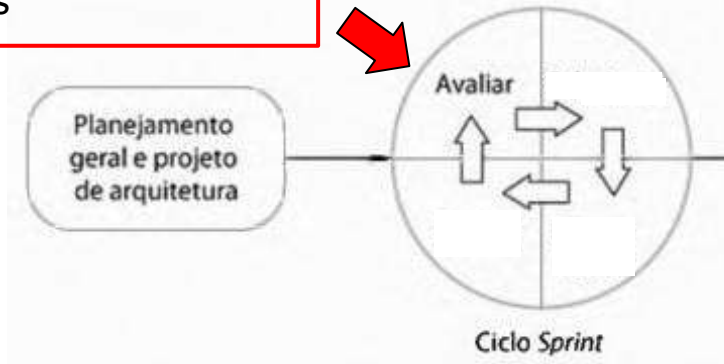 s
Avaliar
Planejamento
geral e projeto
de arquitetura
Ciclo Sprint